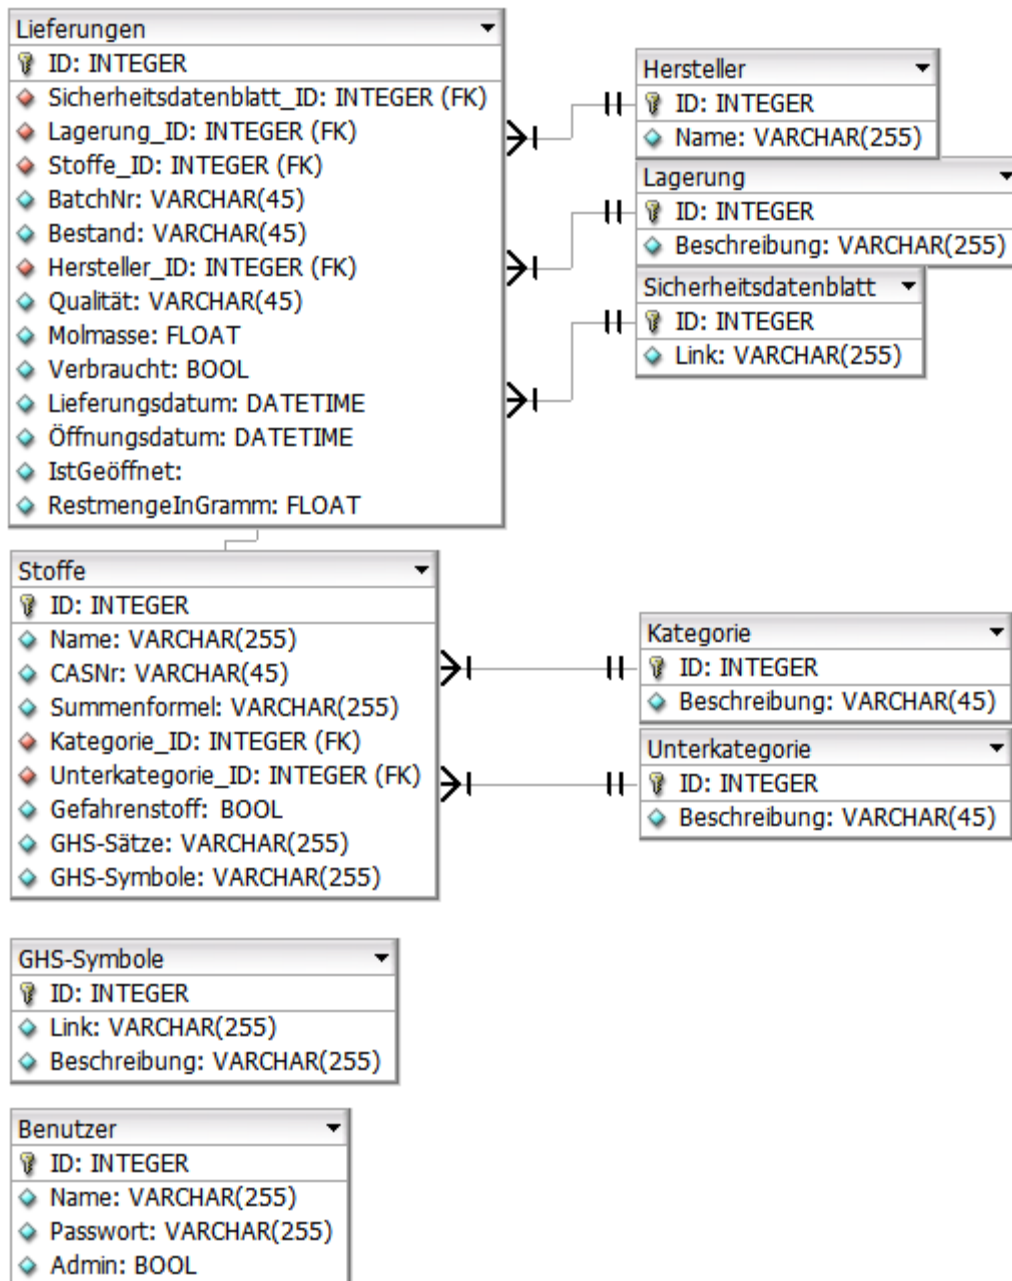 Lieferungen
ID: INTEGER
Sicherheitsdatenblatt_ID: INTEGER (FK)
Lagerung_ID: INTEGER (FK)
Stoffe_ID: INTEGER (FK)
BatchNr: VARCHAR(45)
Bestand: VARCHAR(45)
Hersteller_ID: INTEGER (FK)
Qualität: VARCHAR(45)
Molmasse: FLOAT
Verbraucht: BOOL
Lieferungsdatum: DATETIME
Öffnungsdatum: DATETIME
IstGeöffnet:
RestmengeInGramm: FLOAT
Hersteller
ID: INTEGER
Name: VARCHAR(255)
Lagerung
ID: INTEGER
Beschreibung: VARCHAR(255)
Sicherheitsdatenblatt
ID: INTEGER
Link: VARCHAR(255)
Stoffe
ID: INTEGER
Name: VARCHAR(255)
CASNr: VARCHAR(45)
Summenformel: VARCHAR(255)
Kategorie_ID: INTEGER (FK)
Unterkategorie_ID: INTEGER (FK)
Gefahrenstoff: BOOL
GHS-Sätze: VARCHAR(255)
GHS-Symbole: VARCHAR(255)
Kategorie
ID: INTEGER
Beschreibung: VARCHAR(45)
Unterkategorie
ID: INTEGER
Beschreibung: VARCHAR(45)
GHS-Symbole
ID: INTEGER
Link: VARCHAR(255)
Beschreibung: VARCHAR(255)
Benutzer
ID: INTEGER
Name: VARCHAR(255)
Passwort: VARCHAR(255)
Admin: BOOL